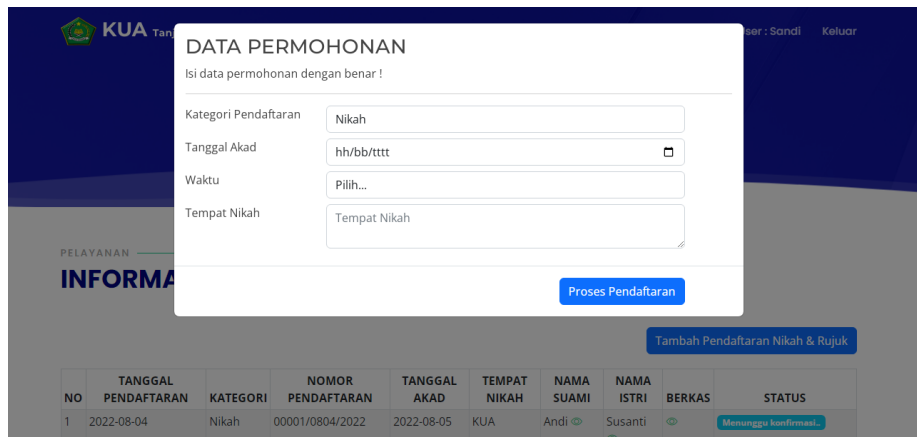 KUA Tanj
User : Sandi
Keluar
DATA PERMOHONAN
Isi data permohonan dengan benar !
Kategori Pendaftaran
Nikah
Tanggal Akad
hh/bb/tttt
Waktu
Pilih...
Tempat Nikah
Tempat Nikah
Proses Pendaftaran
PELAYANAN
INFORMA
Tambah Pendaftaran Nikah & Rujuk
NO TANGGAL PENDAFTARAN KATEGORI NOMOR PENDAFTARAN TANGGAL AKAD TEMPAT NIKAH NAMA SUAMI NAMA ISTRI BERKAS STATUS
1 2022-08-04 Nikah 00001/0804/2022 2022-08-05 KUA Andi Susanti Menunggu konfirmasi..